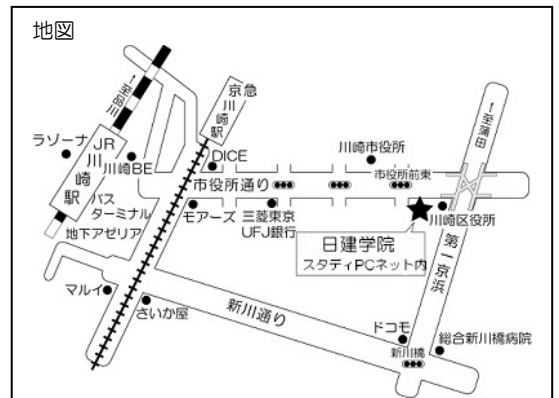 地図
←至品川
京急
川崎駅
←至蒲田
ラゾーナ
JR
川崎駅
川崎BE
DICE
川崎市役所
市役所前東
市役所通り
バス
ターミナル
地下アゼリア
モアーズ
三菱東京
UFJ銀行
川崎区役所
日建学院
スタディPCネット内
第一京浜
マルイ
さいか屋
新川通り
ドコモ
新川橋
総合新川橋病院